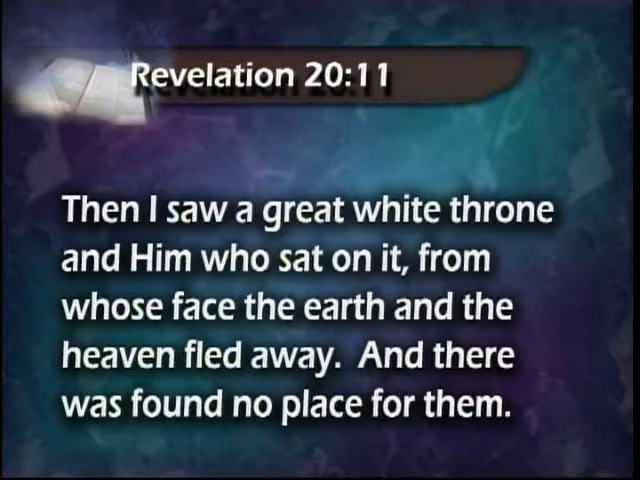 Revelation 20:11
Then I saw a great white throne
and Him who sat on it, from
whose face the earth and the
heaven fled away.  And there
was found no place for them.